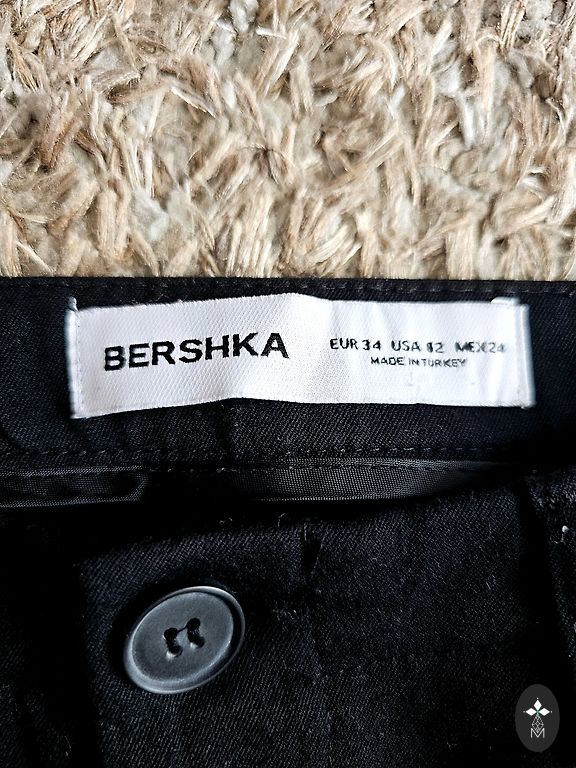 BERSHKA
EUR 34 USA 02 MEX 24
MADE IN TURKEY
M